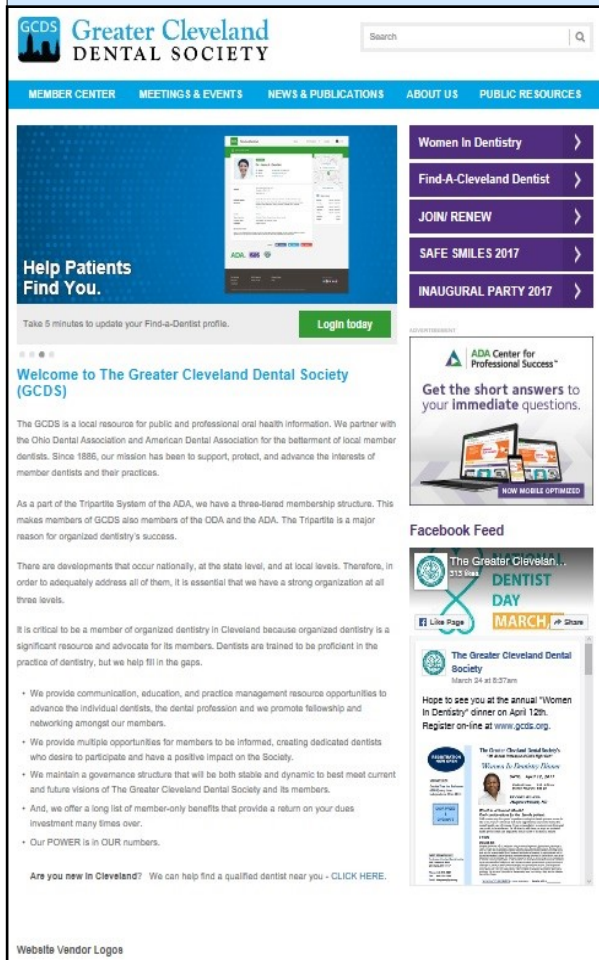 GCDS
Greater Cleveland
DENTAL SOCIETY
Search
MEMBER CENTER MEETINGS & EVENTS NEWS & PUBLICATIONS ABOUT US PUBLIC RESOURCES
Help Patients
Find You.
Take 5 minutes to update your Find-a-Dentist profile.
Login today
Welcome to The Greater Cleveland Dental Society
(GCDS)
The GCDS is a local resource for public and professional oral health information. We partner with
the Ohio Dental Association and American Dental Association for the betterment of local member
dentists. Since 1886, our mission has been to support, protect, and advance the interests of
member dentists and their practices.
As a part of the Tripartite System of the ADA, we have a three-tiered membership structure. This
makes members of GCDS also members of the ODA and the ADA. The Tripartite is a major
reason for organized dentistry's success.
There are developments that occur nationally, at the state level, and at local levels. Therefore, in
order to adequately address all of them, it is essential that we have a strong organization at all
three levels.
It is critical to be a member of organized dentistry in Cleveland because organized dentistry is a
significant resource and advocate for its members. Dentists are trained to be proficient in the
practice of dentistry, but we help fill in the gaps.
• We provide communication, education, and practice management resource opportunities to
advance the individual dentists, the dental profession and we promote fellowship and
networking amongst our members.
• We provide multiple opportunities for members to be informed, creating dedicated dentists
who desire to participate and have a positive impact on the Society.
• We maintain a governance structure that will be both stable and dynamic to best meet current
and future visions of The Greater Cleveland Dental Society and its members.
• And, we offer a long list of member-only benefits that provide a return on your dues
investment many times over.
• Our POWER is in OUR numbers.
Are you new in Cleveland? We can help find a qualified dentist near you - CLICK HERE.
Website Vendor Logos
Women In Dentistry
Find-A-Cleveland Dentist
JOIN/ RENEW
SAFE SMILES 2017
INAUGURAL PARTY 2017
ADVERTISEMENT
ADA Center for
Professional Success™
Get the short answers to
your immediate questions.
NOW MOBILE OPTIMIZED
Facebook Feed
The Greater Clevelan...
313 likes
NATIONAL
DENTIST
DAY
MARCH,
Like Page
Share
The Greater Cleveland Dental
Society
March 24 at 8:37am
Hope to see you at the annual "Women
In Dentistry" dinner on April 12th.
Register on-line at www.gcds.org.
REGISTRATION
The Greater Cleveland Dental Society's
Women in Dentistry Dinner